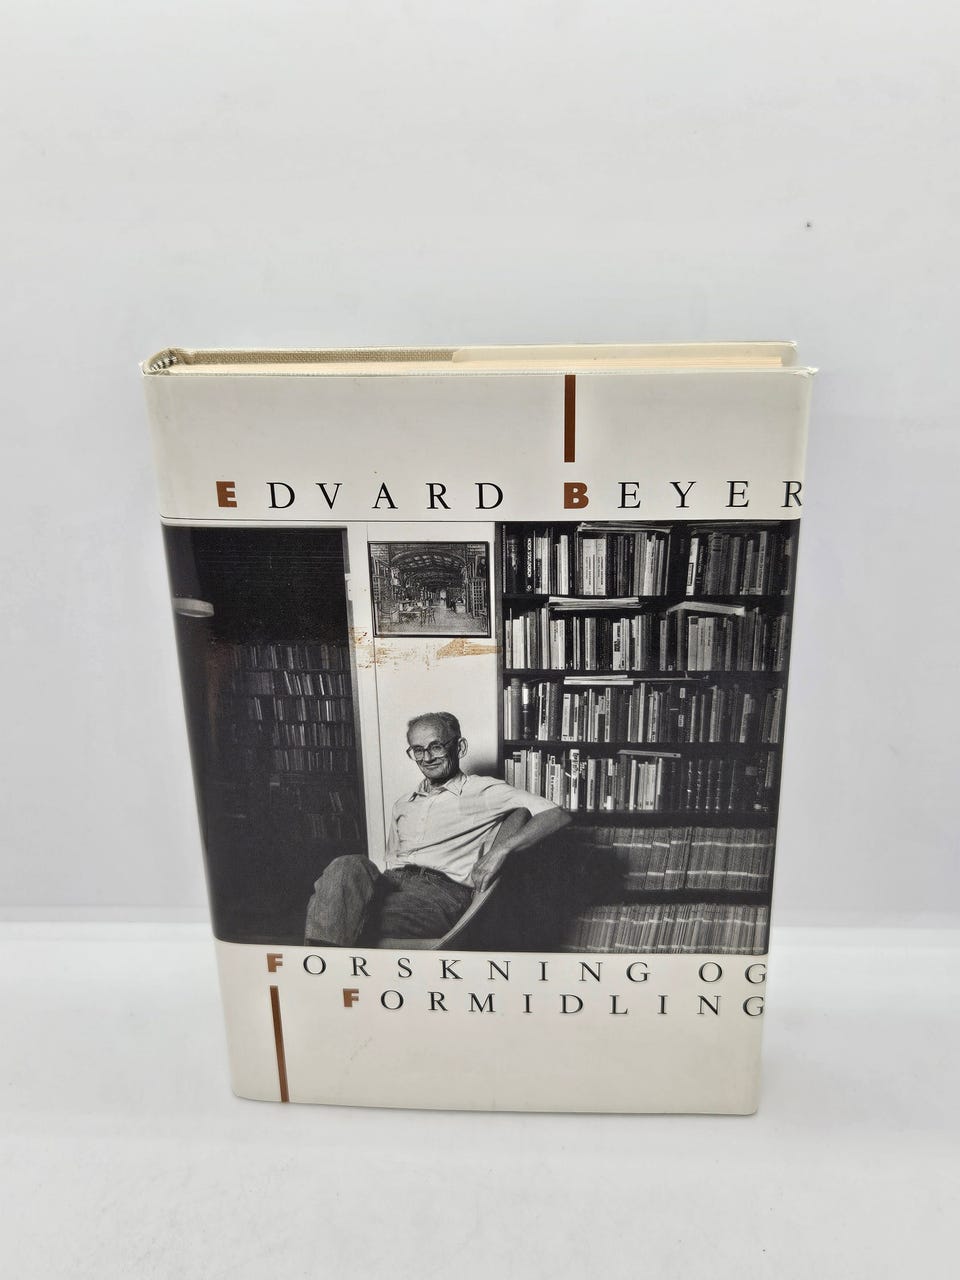 EDVARD BEYER
FORSKNING OG
FORMIDLING